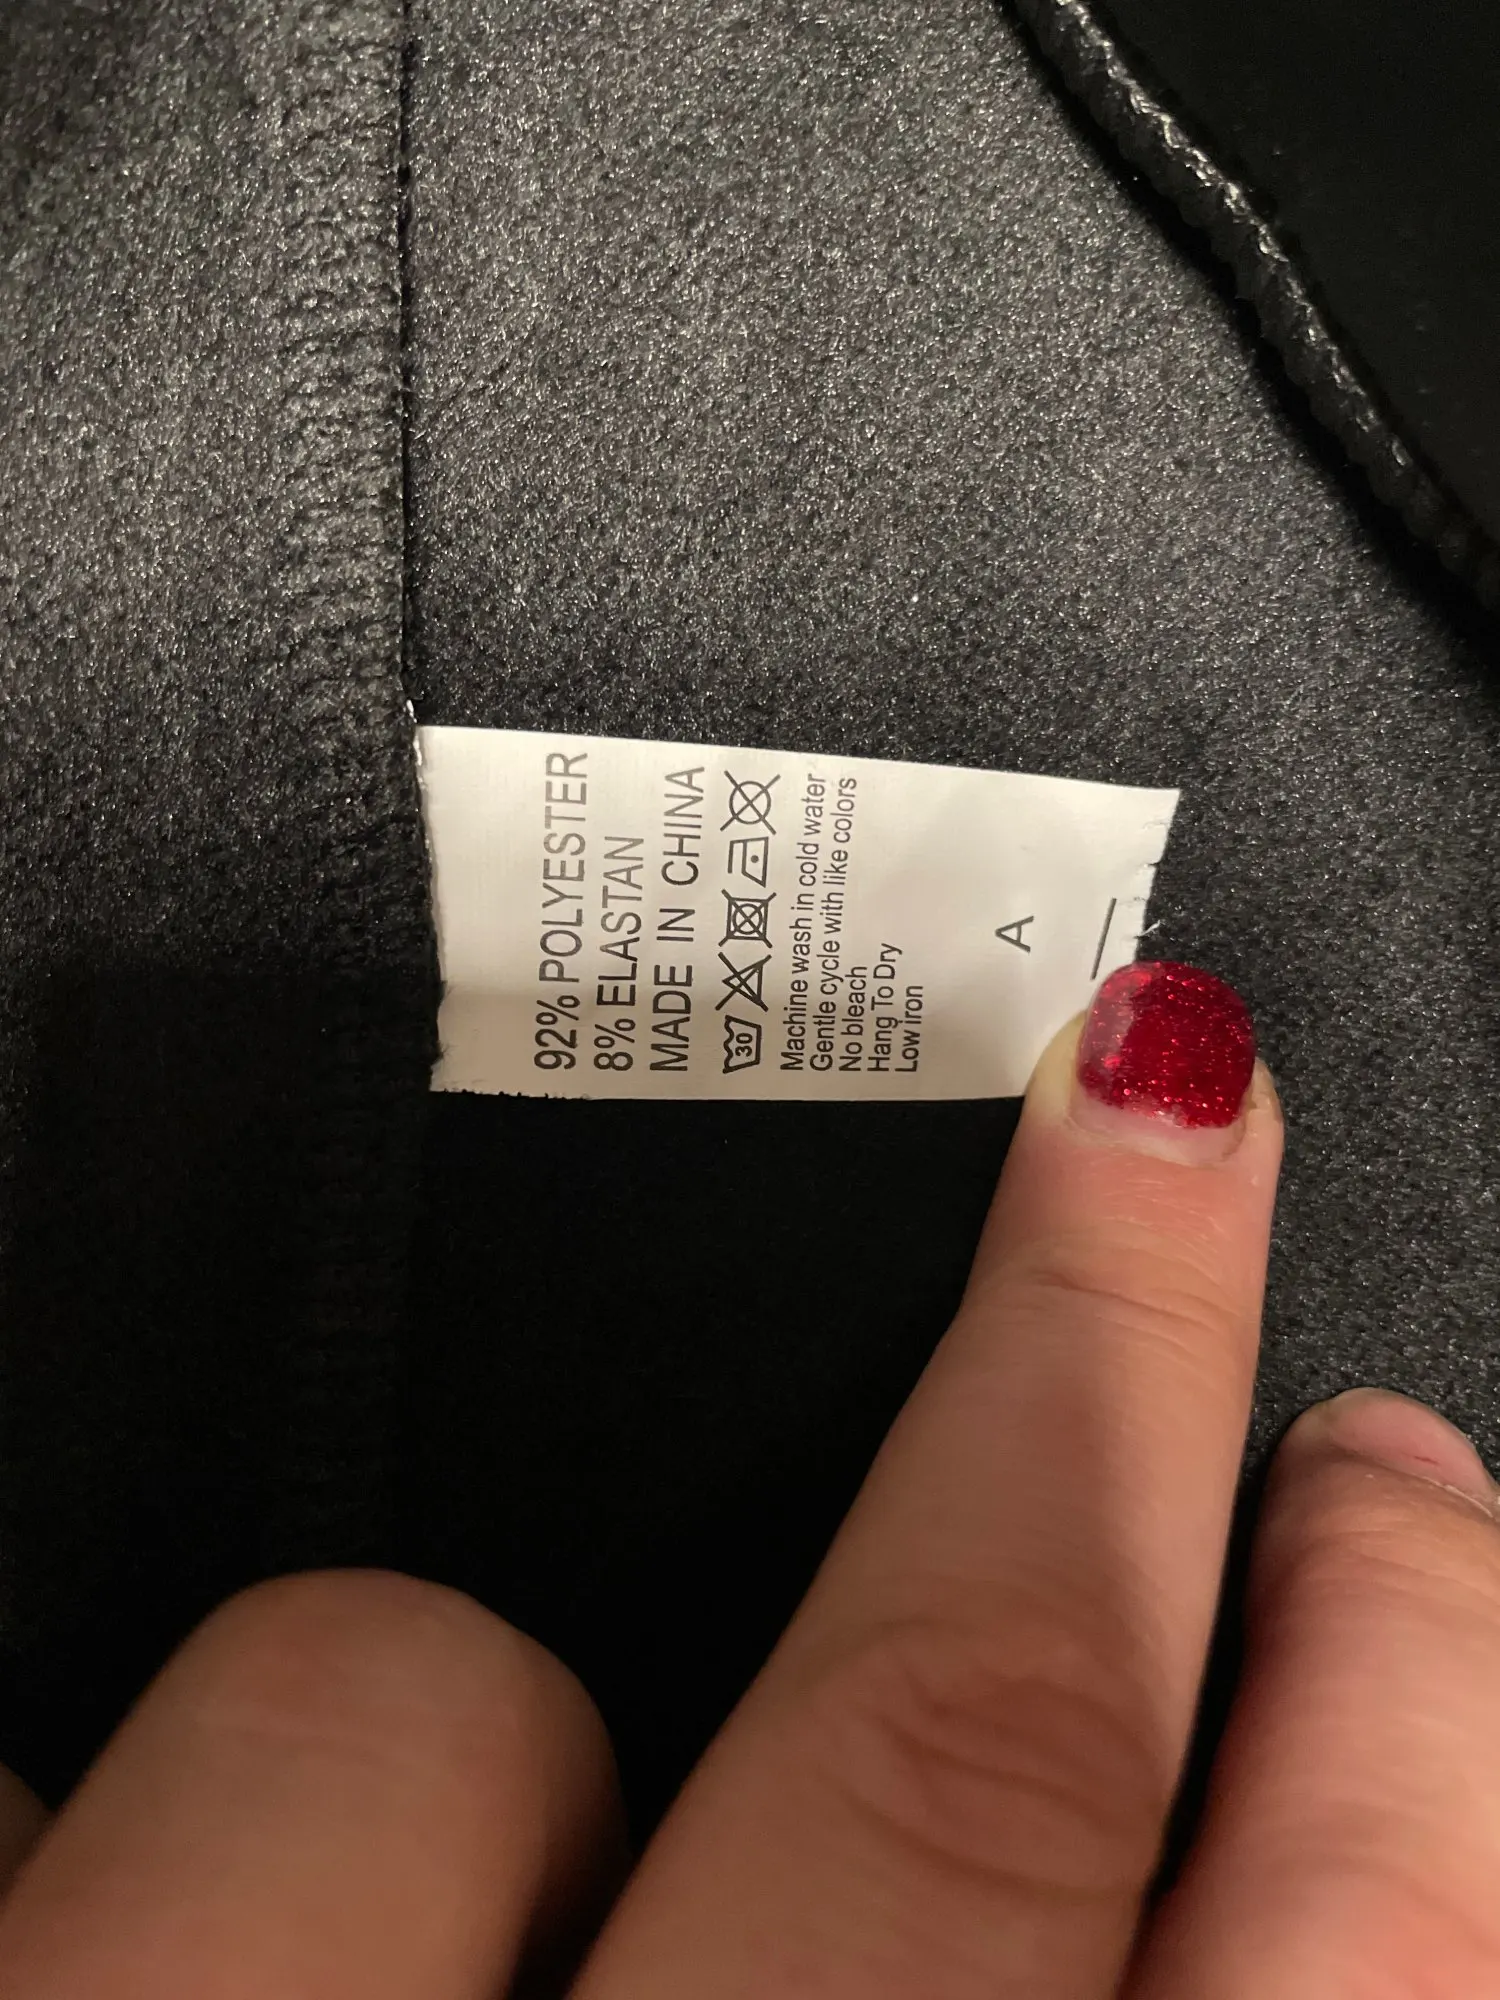 92% POLYESTER
8% ELASTAN
MADE IN CHINA
30
Machine wash in cold water
Gentle cycle with like colors
No bleach
Hang To Dry
Low iron
A